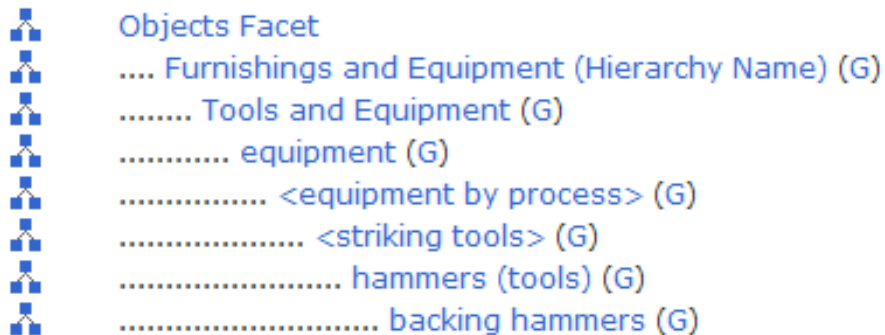 Objects Facet
.... Furnishings and Equipment (Hierarchy Name) (G)
........ Tools and Equipment (G)
............ equipment (G)
................ <equipment by process> (G)
.................... <striking tools> (G)
........................ hammers (tools) (G)
............................ backing hammers (G)